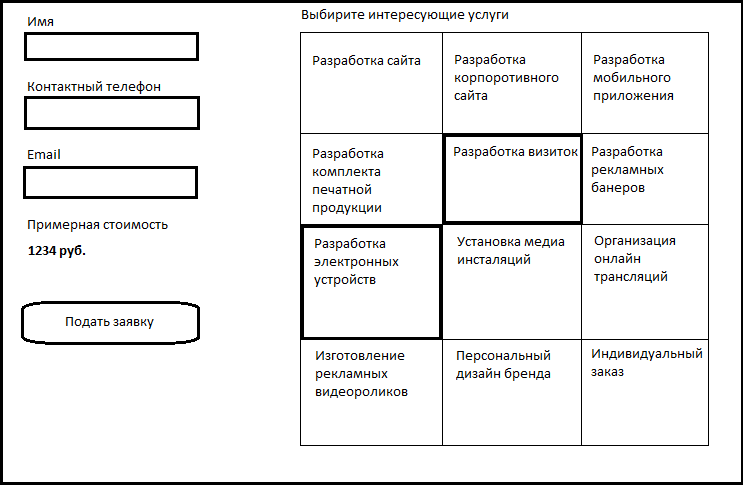 Имя
Контактный телефон
Email
Примерная стоимость
1234 руб.
Подать заявку
Выбирите интересующие услуги
Разработка сайта
Разработка
корпоротивного
сайта
Разработка
мобильного
приложения
Разработка
комплекта
печатной
продукции
Разработка визиток
Разработка
рекламных
банеров
Разработка
электронных
устройств
Установка медиа
инсталяций
Организация
онлайн
трансляций
Изготовление
рекламных
видеороликов
Персональный
дизайн бренда
Индивидуальный
заказ